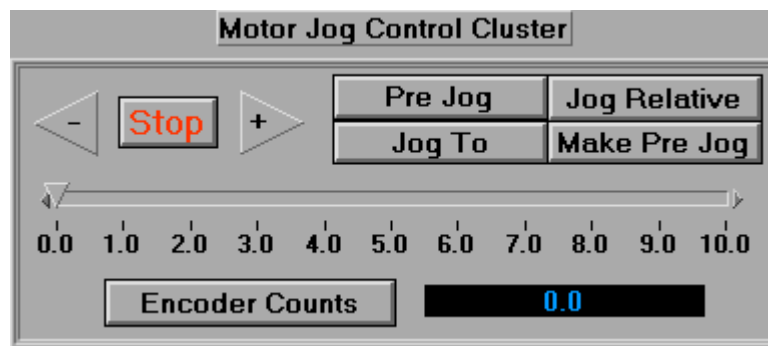 Motor Jog Control Cluster
- Stop + Pre Jog Jog Relative
Jog To Make Pre Jog
0.0 1.0 2.0 3.0 4.0 5.0 6.0 7.0 8.0 9.0 10.0
Encoder Counts 0.0